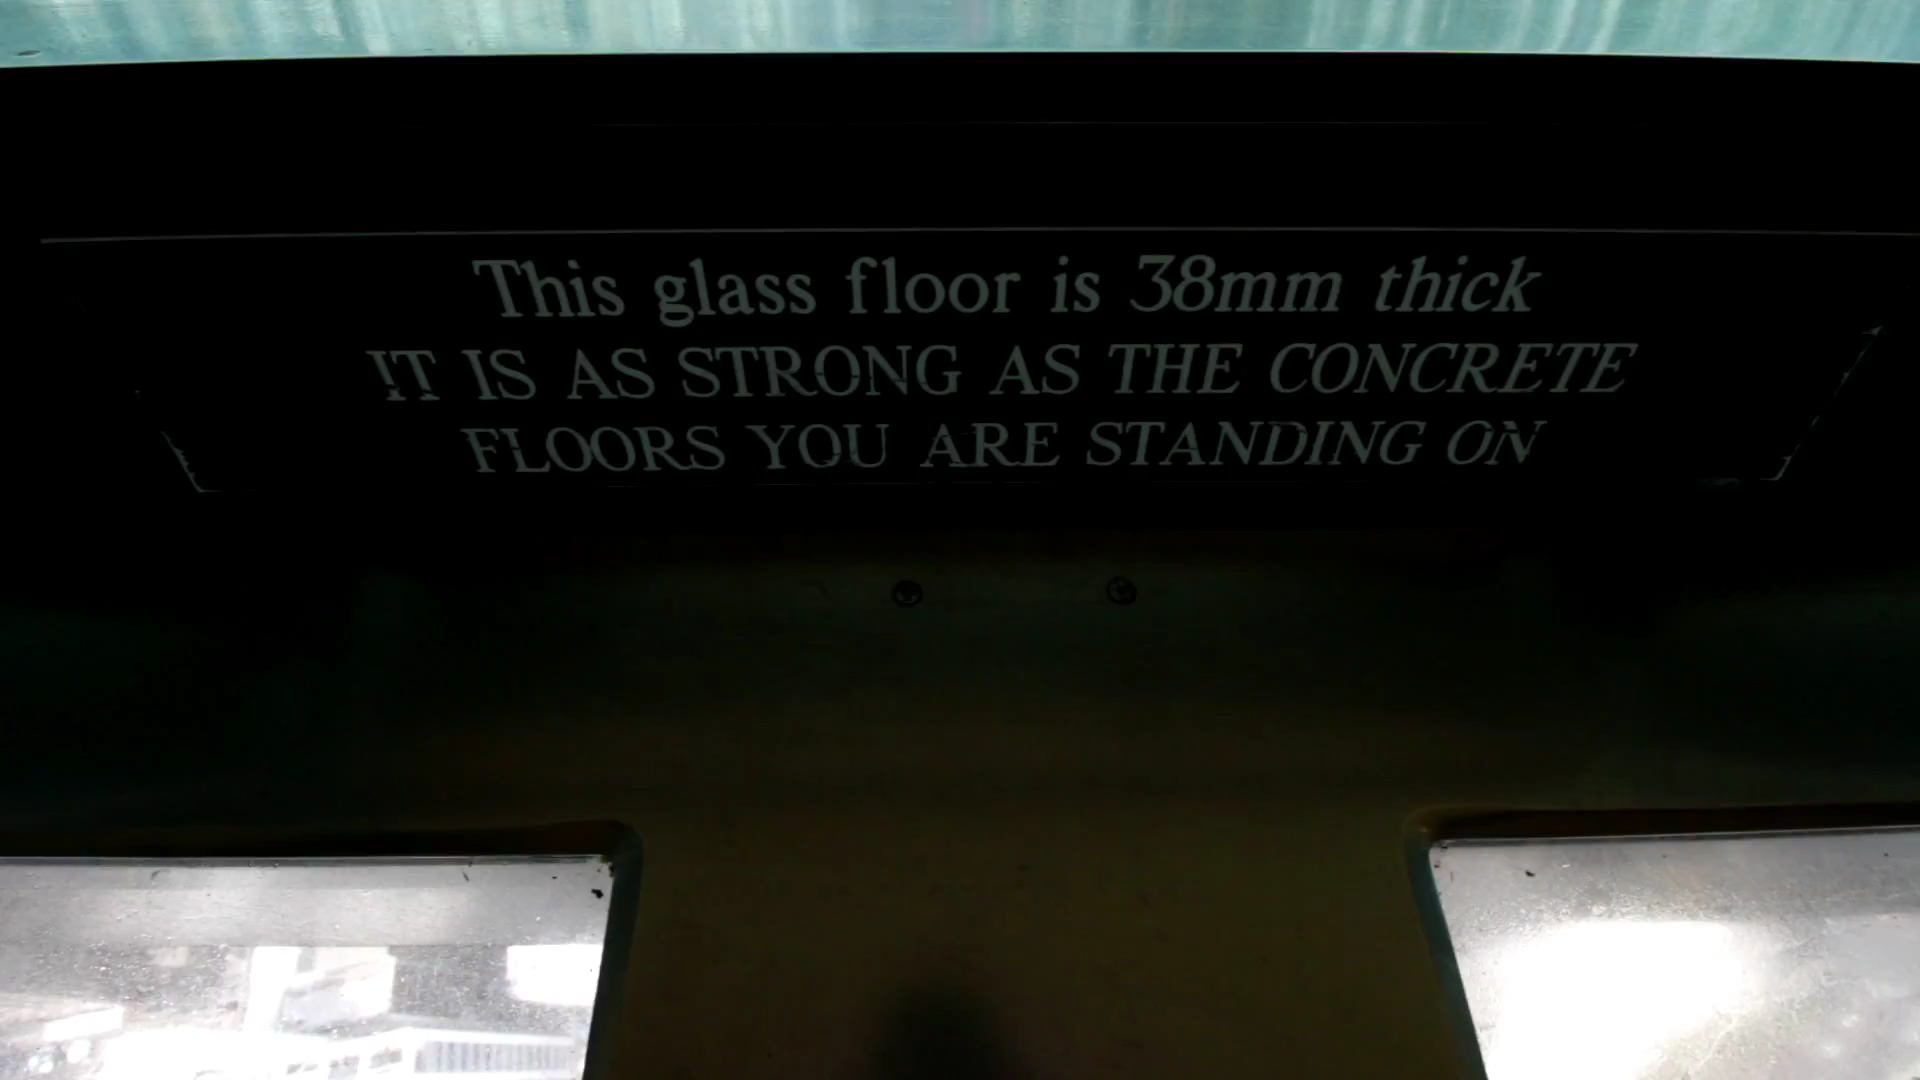 This glass floor is 38mm thick
IT IS AS STRONG AS THE CONCRETE
FLOORS YOU ARE STANDING ON